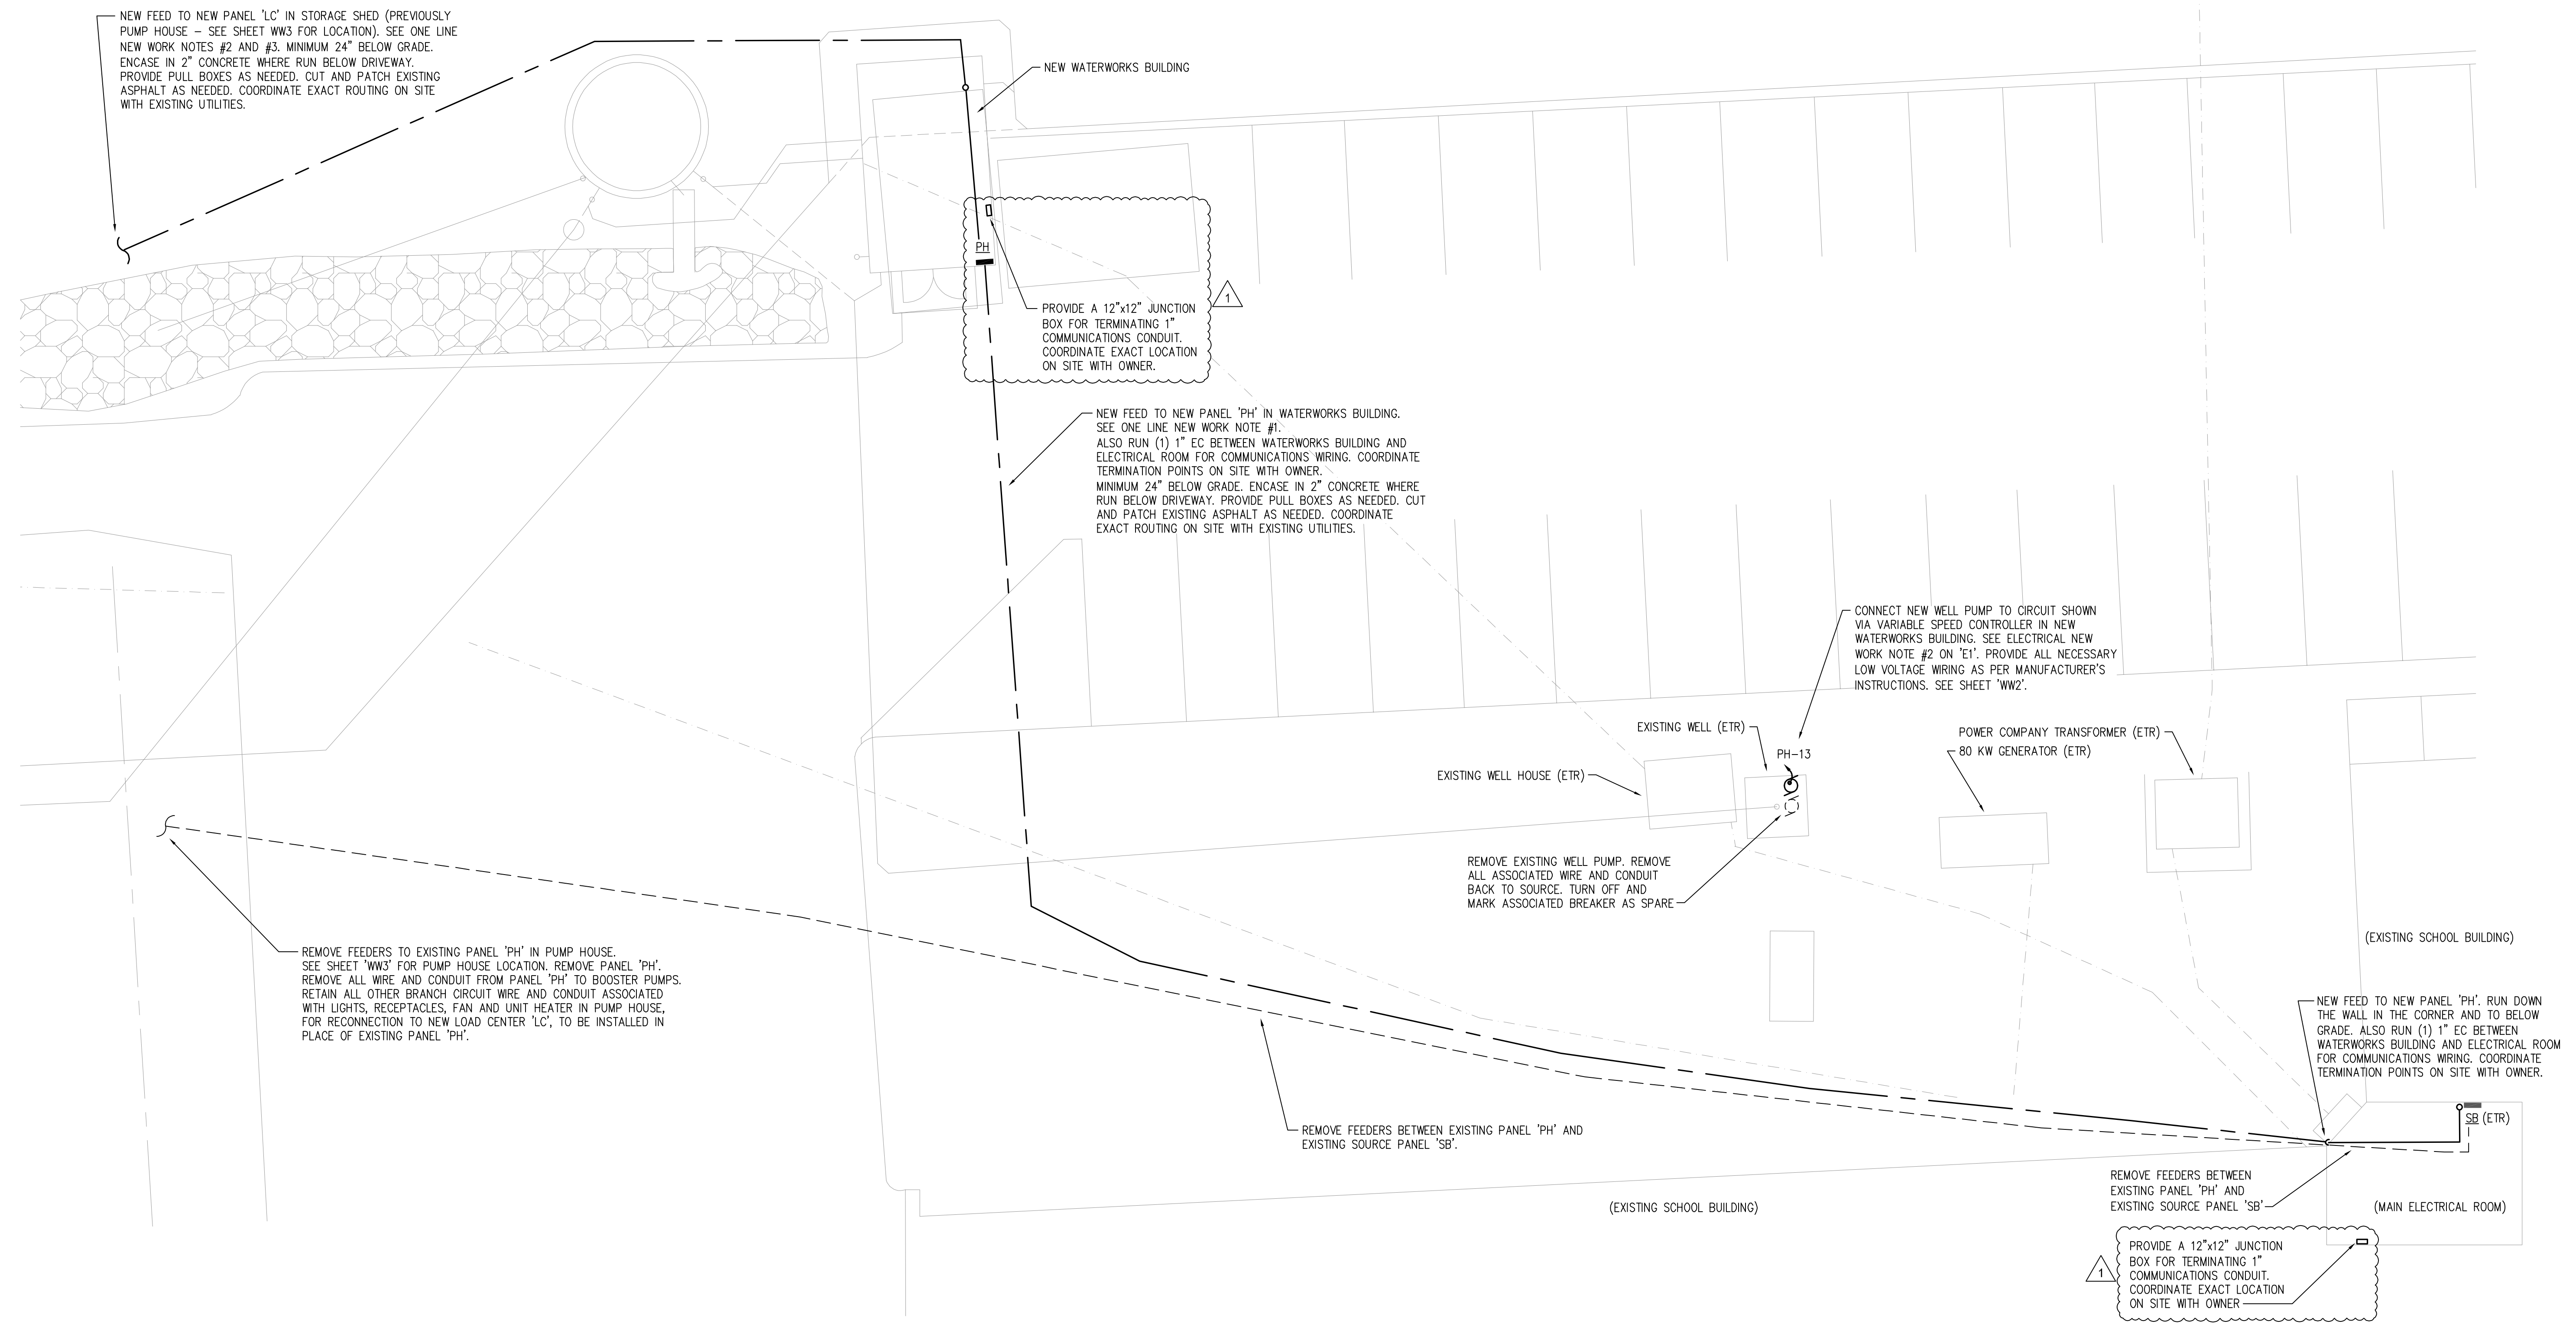 NEW FEED TO NEW PANEL 'LC' IN STORAGE SHED (PREVIOUSLY
PUMP HOUSE – SEE SHEET WW3 FOR LOCATION). SEE ONE LINE
NEW WORK NOTES #2 AND #3. MINIMUM 24" BELOW GRADE.
ENCASE IN 2" CONCRETE WHERE RUN BELOW DRIVEWAY.
PROVIDE PULL BOXES AS NEEDED. CUT AND PATCH EXISTING
ASPHALT AS NEEDED. COORDINATE EXACT ROUTING ON SITE
WITH EXISTING UTILITIES.
NEW WATERWORKS BUILDING
PH
PROVIDE A 12"x12" JUNCTION
BOX FOR TERMINATING 1"
COMMUNICATIONS CONDUIT.
COORDINATE EXACT LOCATION
ON SITE WITH OWNER.
1
NEW FEED TO NEW PANEL 'PH' IN WATERWORKS BUILDING.
SEE ONE LINE NEW WORK NOTE #1.
ALSO RUN (1) 1" EC BETWEEN WATERWORKS BUILDING AND
ELECTRICAL ROOM FOR COMMUNICATIONS WIRING. COORDINATE
TERMINATION POINTS ON SITE WITH OWNER.
MINIMUM 24" BELOW GRADE. ENCASE IN 2" CONCRETE WHERE
RUN BELOW DRIVEWAY. PROVIDE PULL BOXES AS NEEDED. CUT
AND PATCH EXISTING ASPHALT AS NEEDED. COORDINATE
EXACT ROUTING ON SITE WITH EXISTING UTILITIES.
CONNECT NEW WELL PUMP TO CIRCUIT SHOWN
VIA VARIABLE SPEED CONTROLLER IN NEW
WATERWORKS BUILDING. SEE ELECTRICAL NEW
WORK NOTE #2 ON 'E1'. PROVIDE ALL NECESSARY
LOW VOLTAGE WIRING AS PER MANUFACTURER'S
INSTRUCTIONS. SEE SHEET 'WW2'.
EXISTING WELL (ETR)
PH-13
EXISTING WELL HOUSE (ETR)
POWER COMPANY TRANSFORMER (ETR)
80 KW GENERATOR (ETR)
REMOVE EXISTING WELL PUMP. REMOVE
ALL ASSOCIATED WIRE AND CONDUIT
BACK TO SOURCE. TURN OFF AND
MARK ASSOCIATED BREAKER AS SPARE
REMOVE FEEDERS TO EXISTING PANEL 'PH' IN PUMP HOUSE.
SEE SHEET 'WW3' FOR PUMP HOUSE LOCATION. REMOVE PANEL 'PH'.
REMOVE ALL WIRE AND CONDUIT FROM PANEL 'PH' TO BOOSTER PUMPS.
RETAIN ALL OTHER BRANCH CIRCUIT WIRE AND CONDUIT ASSOCIATED
WITH LIGHTS, RECEPTACLES, FAN AND UNIT HEATER IN PUMP HOUSE,
FOR RECONNECTION TO NEW LOAD CENTER 'LC', TO BE INSTALLED IN
PLACE OF EXISTING PANEL 'PH'.
(EXISTING SCHOOL BUILDING)
NEW FEED TO NEW PANEL 'PH'. RUN DOWN
THE WALL IN THE CORNER AND TO BELOW
GRADE. ALSO RUN (1) 1" EC BETWEEN
WATERWORKS BUILDING AND ELECTRICAL ROOM
FOR COMMUNICATIONS WIRING. COORDINATE
TERMINATION POINTS ON SITE WITH OWNER.
SB (ETR)
REMOVE FEEDERS BETWEEN EXISTING PANEL 'PH' AND
EXISTING SOURCE PANEL 'SB'.
REMOVE FEEDERS BETWEEN
EXISTING PANEL 'PH' AND
EXISTING SOURCE PANEL 'SB'
(EXISTING SCHOOL BUILDING)
(MAIN ELECTRICAL ROOM)
PROVIDE A 12"x12" JUNCTION
BOX FOR TERMINATING 1"
COMMUNICATIONS CONDUIT.
COORDINATE EXACT LOCATION
ON SITE WITH OWNER
1